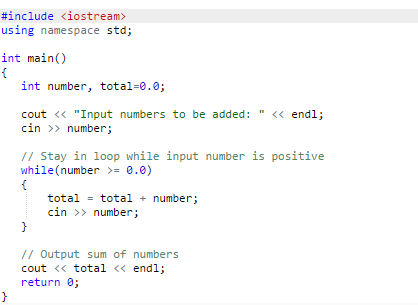 #include <iostream>
using namespace std;

int main()
{
   int number, total=0.0;

   cout << "Input numbers to be added: " << endl;
   cin >> number;

   // Stay in loop while input number is positive
   while(number >= 0.0)
   {
       total = total + number;
       cin >> number;
   }

   // Output sum of numbers
   cout << total << endl;
   return 0;
}